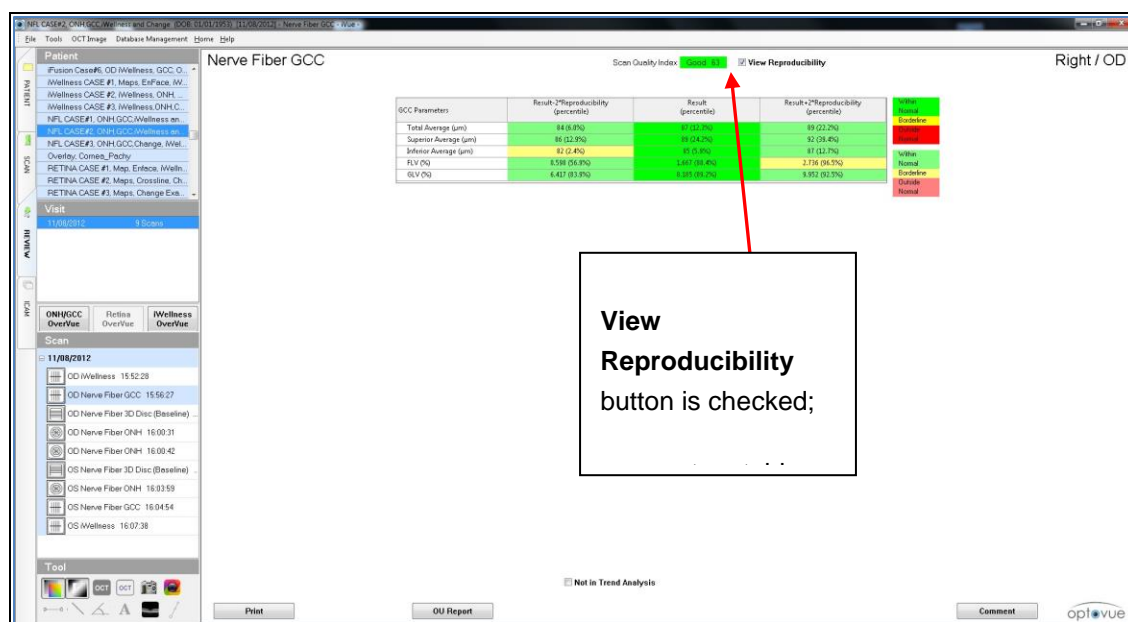 NFL CASE#2, ONH,GCC,iWellness and Change (DOB: 01/01/1953) [11/08/2012] - Nerve Fiber GCC - iVue
File Tools OCT Image Database Management Home Help
PATIENT
SCAN
REVIEW
ICAM
Patient
iFusion Case#6, OD iWellness, GCC, O...
iWellness CASE #1, Maps, EnFace, iW...
iWellness CASE #2, iWellness, ONH, ...
iWellness CASE #3, iWellness,ONH,C...
NFL CASE#1, ONH,GCC,iWellness an...
NFL CASE#2, ONH,GCC,iWellness an...
NFL CASE#3, ONH,GCC,Change, iWel...
Overlay, Cornea_Pachy
RETINA CASE #1, Map, Enface, iWelln...
RETINA CASE #2, Maps, Crossline, Ch...
RETINA CASE #3, Maps, Change Exa...
Visit
11/08/2012 9 Scans
ONH/GCC OverVue
Retina OverVue
iWellness OverVue
Scan
11/08/2012
OD iWellness 15:52:28
OD Nerve Fiber GCC 15:56:27
OD Nerve Fiber 3D Disc (Baseline) ...
OD Nerve Fiber ONH 16:00:31
OD Nerve Fiber ONH 16:00:42
OS Nerve Fiber 3D Disc (Baseline) ...
OS Nerve Fiber ONH 16:03:59
OS Nerve Fiber GCC 16:04:54
OS iWellness 16:07:38
Tool
OCT OCT
A
Nerve Fiber GCC
Scan Quality Index Good 63 View Reproducibility
Right / OD
GCC Parameters Result-2*Reproducibility (percentile) Result (percentile) Result+2*Reproducibility (percentile)
Total Average (μm) 84 (6.0%) 87 (12.3%) 89 (22.2%)
Superior Average (μm) 86 (12.9%) 89 (24.2%) 92 (39.4%)
Inferior Average (μm) 82 (2.4%) 85 (5.8%) 87 (12.7%)
FLV (%) 0.598 (56.9%) 1.667 (88.4%) 2.736 (96.5%)
GLV (%) 6.417 (83.9%) 8.185 (89.2%) 9.952 (92.5%)
Within
Normal
Borderline
Outside
Normal
Within
Normal
Borderline
Outside
Normal
View
Reproducibility
button is checked;
Not in Trend Analysis
Print
OU Report
Comment
optovue